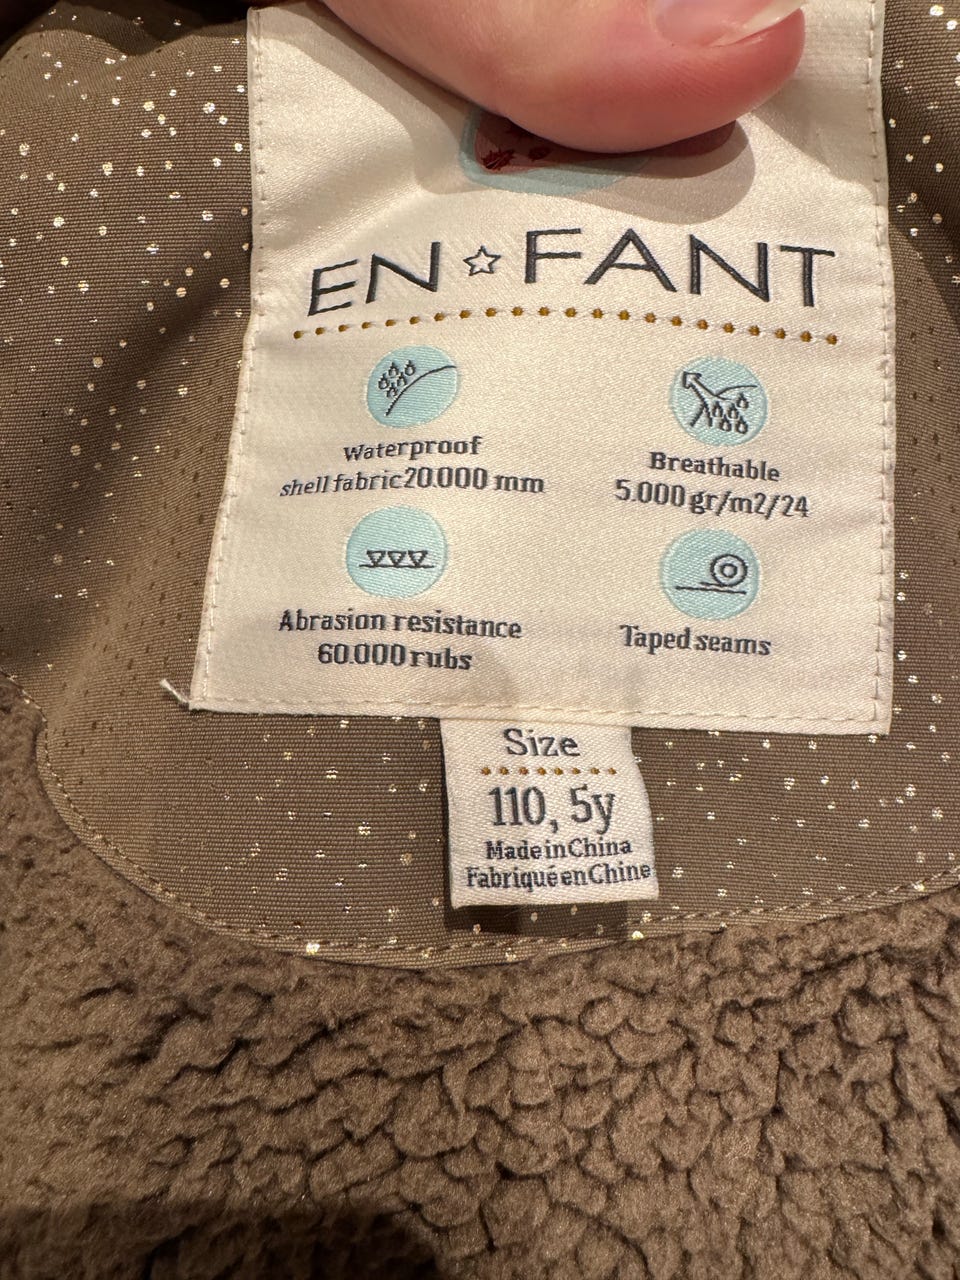 EN☆FANT
Waterproof
shell fabric 20.000 mm
Breathable
5.000 gr/m2/24
Abrasion resistance
60.000 rubs
Taped seams
Size
110, 5y
Made in China
Fabriqué en Chine